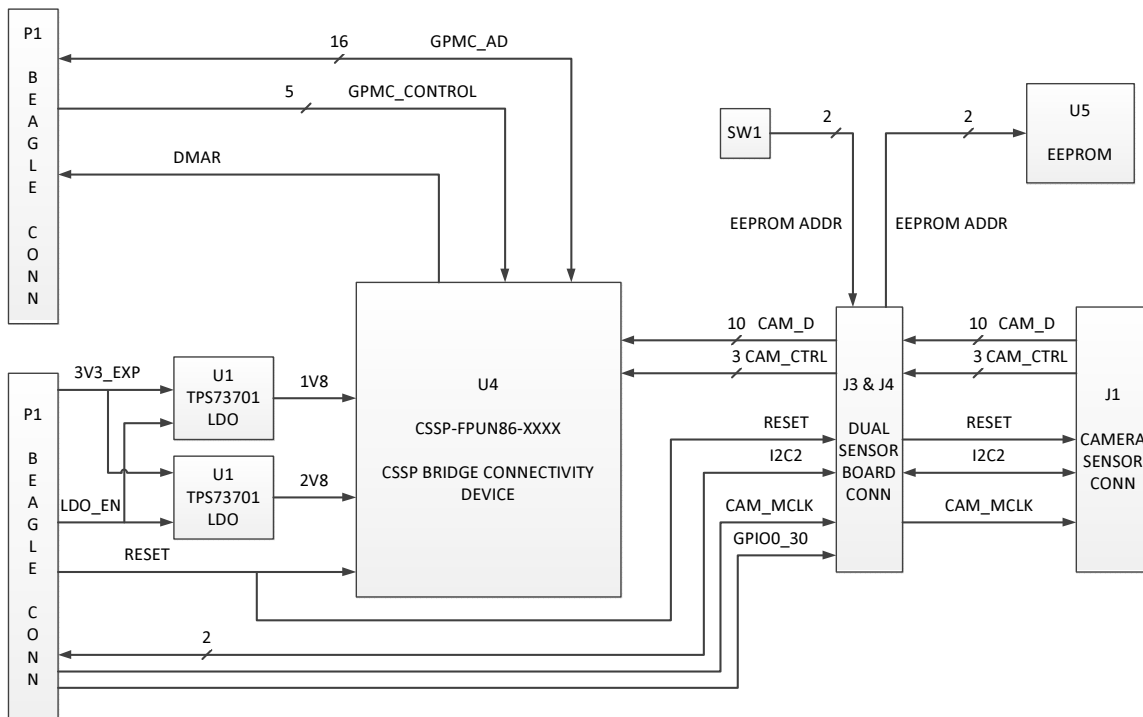 P1
B
E
A
G
L
E
C
O
N
N
16
GPMC_AD
5
GPMC_CONTROL
DMAR
SW1
2
2
U5
EEPROM
EEPROM ADDR
EEPROM ADDR
P1
B
E
A
G
L
E
C
O
N
N
3V3_EXP
LDO_EN
U1
TPS73701
LDO
1V8
U1
TPS73701
LDO
2V8
RESET
2
U4
CSSP-FPUN86-XXXX
CSSP BRIDGE CONNECTIVITY
DEVICE
10 CAM_D
3 CAM_CTRL
RESET
I2C2
CAM_MCLK
GPIO0_30
J3 & J4
DUAL
SENSOR
BOARD
CONN
10 CAM_D
3 CAM_CTRL
RESET
I2C2
CAM_MCLK
J1
CAMERA
SENSOR
CONN